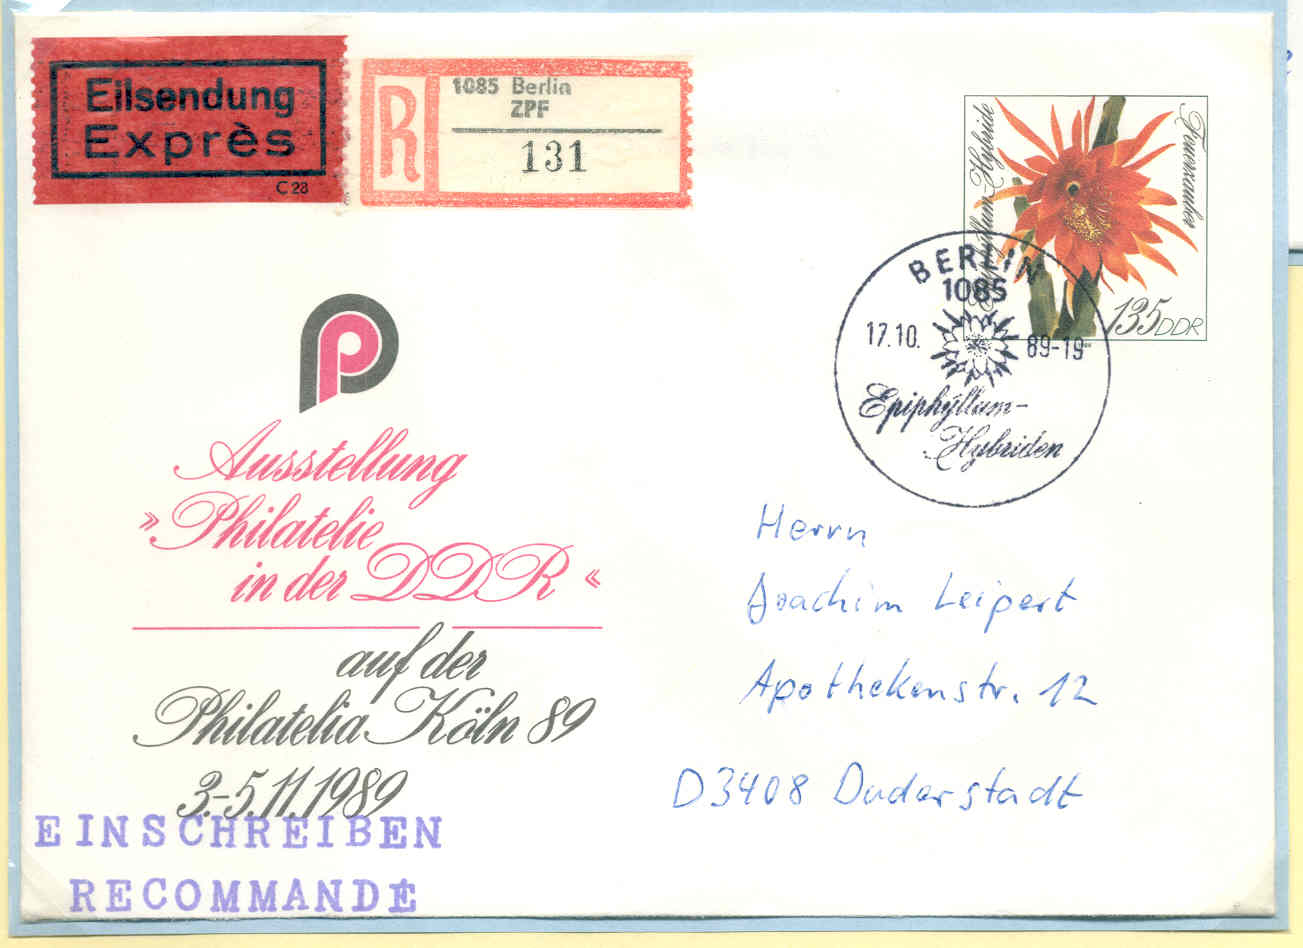 Eilsendung
Exprès
C 28
R
1085 Berlin
ZPF
131
Epiphyllum-Hybride
Feuerzauber
135 DDR
BERLIN
1085
17.10. 89-19
Epiphyllum-
Hybriden
Ausstellung
»Philatelie
in der DDR«
auf der
Philatelia Köln 89
3.-5.11.1989
Herrn
Joachim Leipert
Apothekenstr. 12
D3408 Duderstadt
EINSCHREIBEN
RECOMMANDÉ